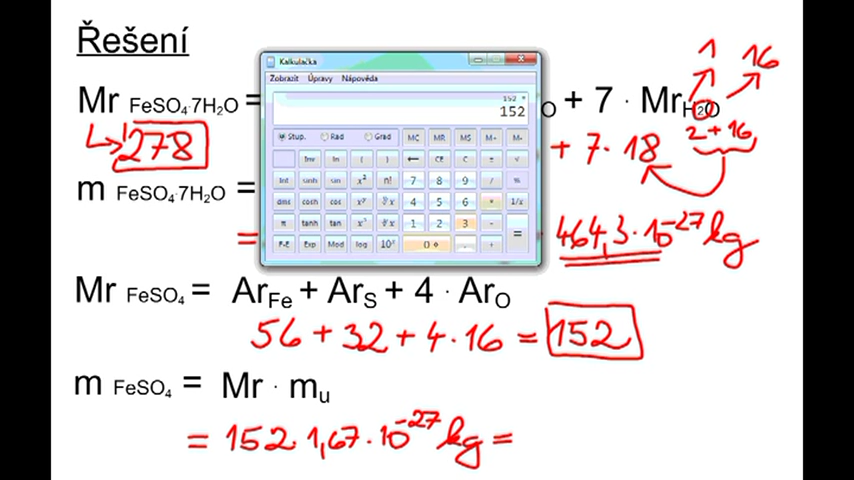 Řešení
1 16
Mr FeSO₄·7H₂O = O + 7 · Mr H₂O
278 + 7 · 18 2 + 16
m FeSO₄·7H₂O =
= 464,3 · 10⁻²⁷ kg
Kalkulačka
Zobrazit Úpravy Nápověda
152 *
152
Stup. Rad Grad MC MR MS M+ M-
Inv ln ( ) ← CE C ± √
Int sinh sin x² n! 7 8 9 / %
dms cosh cos xʸ ʸ√x 4 5 6 * 1/x
π tanh tan x³ ³√x 1 2 3 - =
F-E Exp Mod log 10ˣ 0 , +
Mr FeSO₄ = ArFe + ArS + 4 · ArO
56 + 32 + 4 · 16 = 152
m FeSO₄ = Mr · mᵤ
= 152 · 1,67 · 10⁻²⁷ kg =